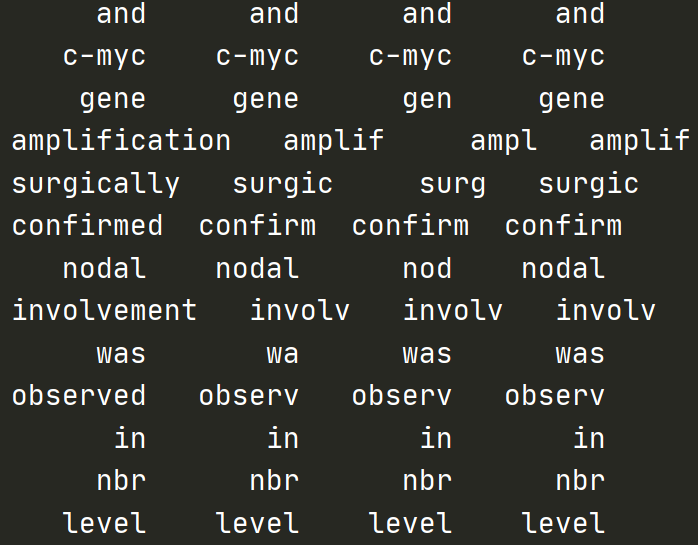 and and and and
c-myc c-myc c-myc c-myc
gene gene gen gene
amplification amplif ampl amplif
surgically surgic surg surgic
confirmed confirm confirm confirm
nodal nodal nod nodal
involvement involv involv involv
was wa was was
observed observ observ observ
in in in in
nbr nbr nbr nbr
level level level level